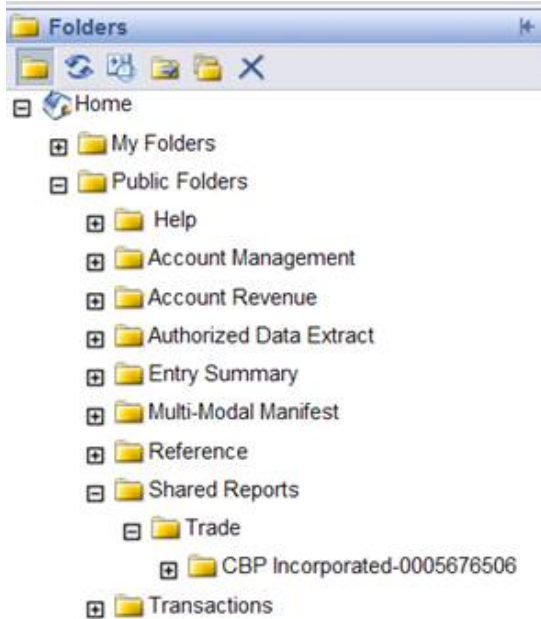 Folders
Home
My Folders
Public Folders
Help
Account Management
Account Revenue
Authorized Data Extract
Entry Summary
Multi-Modal Manifest
Reference
Shared Reports
Trade
CBP Incorporated-0005676506
Transactions